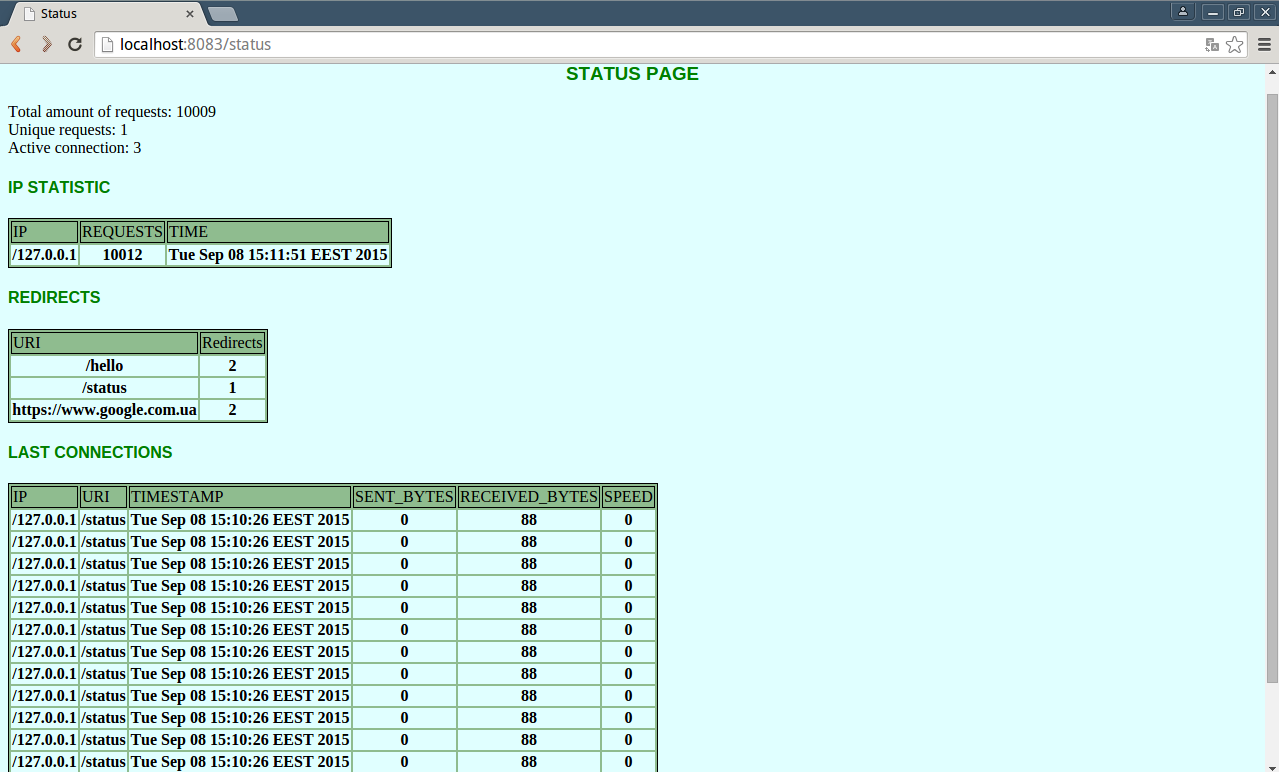 Status
localhost:8083/status
STATUS PAGE
Total amount of requests: 10009
Unique requests: 1
Active connection: 3
IP STATISTIC
IP REQUESTS TIME
/127.0.0.1 10012 Tue Sep 08 15:11:51 EEST 2015
REDIRECTS
URI Redirects
/hello 2
/status 1
https://www.google.com.ua 2
LAST CONNECTIONS
IP URI TIMESTAMP SENT_BYTES RECEIVED_BYTES SPEED
/127.0.0.1 /status Tue Sep 08 15:10:26 EEST 2015 0 88 0
/127.0.0.1 /status Tue Sep 08 15:10:26 EEST 2015 0 88 0
/127.0.0.1 /status Tue Sep 08 15:10:26 EEST 2015 0 88 0
/127.0.0.1 /status Tue Sep 08 15:10:26 EEST 2015 0 88 0
/127.0.0.1 /status Tue Sep 08 15:10:26 EEST 2015 0 88 0
/127.0.0.1 /status Tue Sep 08 15:10:26 EEST 2015 0 88 0
/127.0.0.1 /status Tue Sep 08 15:10:26 EEST 2015 0 88 0
/127.0.0.1 /status Tue Sep 08 15:10:26 EEST 2015 0 88 0
/127.0.0.1 /status Tue Sep 08 15:10:26 EEST 2015 0 88 0
/127.0.0.1 /status Tue Sep 08 15:10:26 EEST 2015 0 88 0
/127.0.0.1 /status Tue Sep 08 15:10:26 EEST 2015 0 88 0
/127.0.0.1 /status Tue Sep 08 15:10:26 EEST 2015 0 88 0